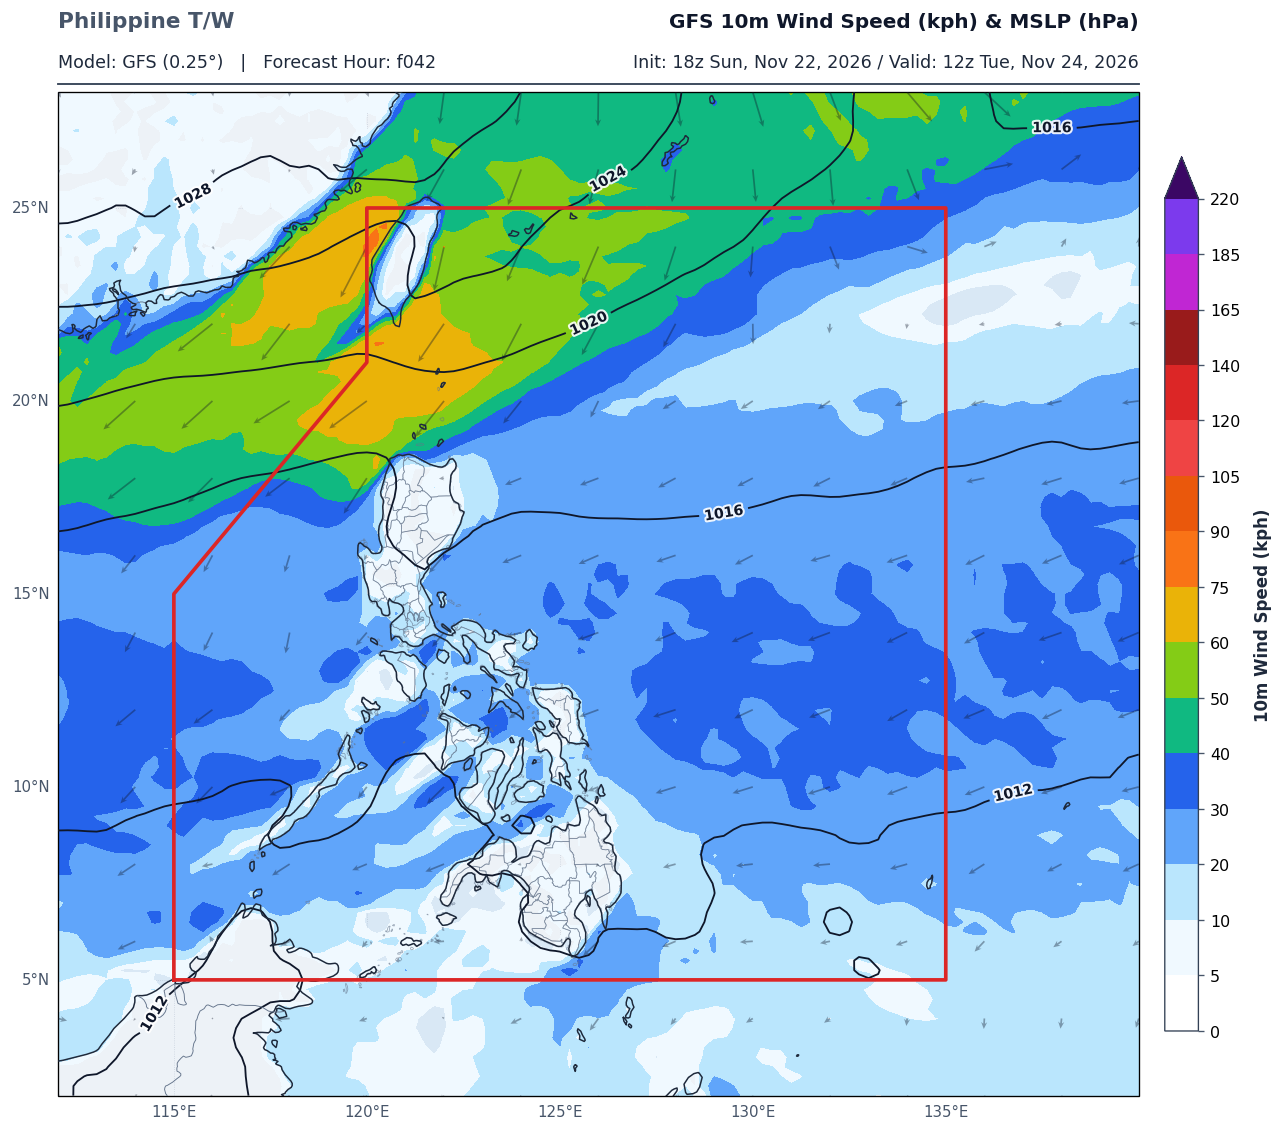 Philippine T/W
GFS 10m Wind Speed (kph) & MSLP (hPa)
Model: GFS (0.25°)   |   Forecast Hour: f042
Init: 18z Sun, Nov 22, 2026 / Valid: 12z Tue, Nov 24, 2026
1016
1028
1024
1020
1016
1012
1012
25°N
20°N
15°N
10°N
5°N
115°E
120°E
125°E
130°E
135°E
220
185
165
140
120
105
90
75
60
50
40
30
20
10
5
0
10m Wind Speed (kph)